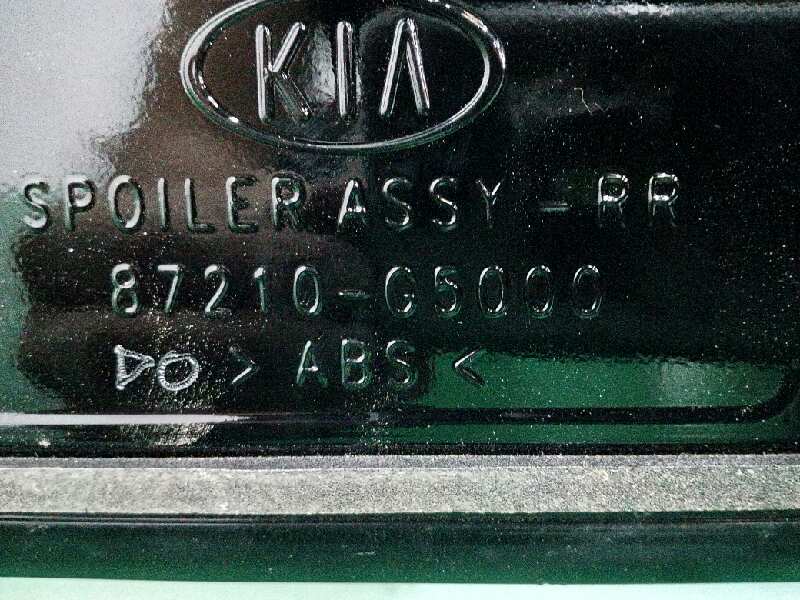 KIA
SPOILER ASSY-RR
87210-G5000
> ABS <